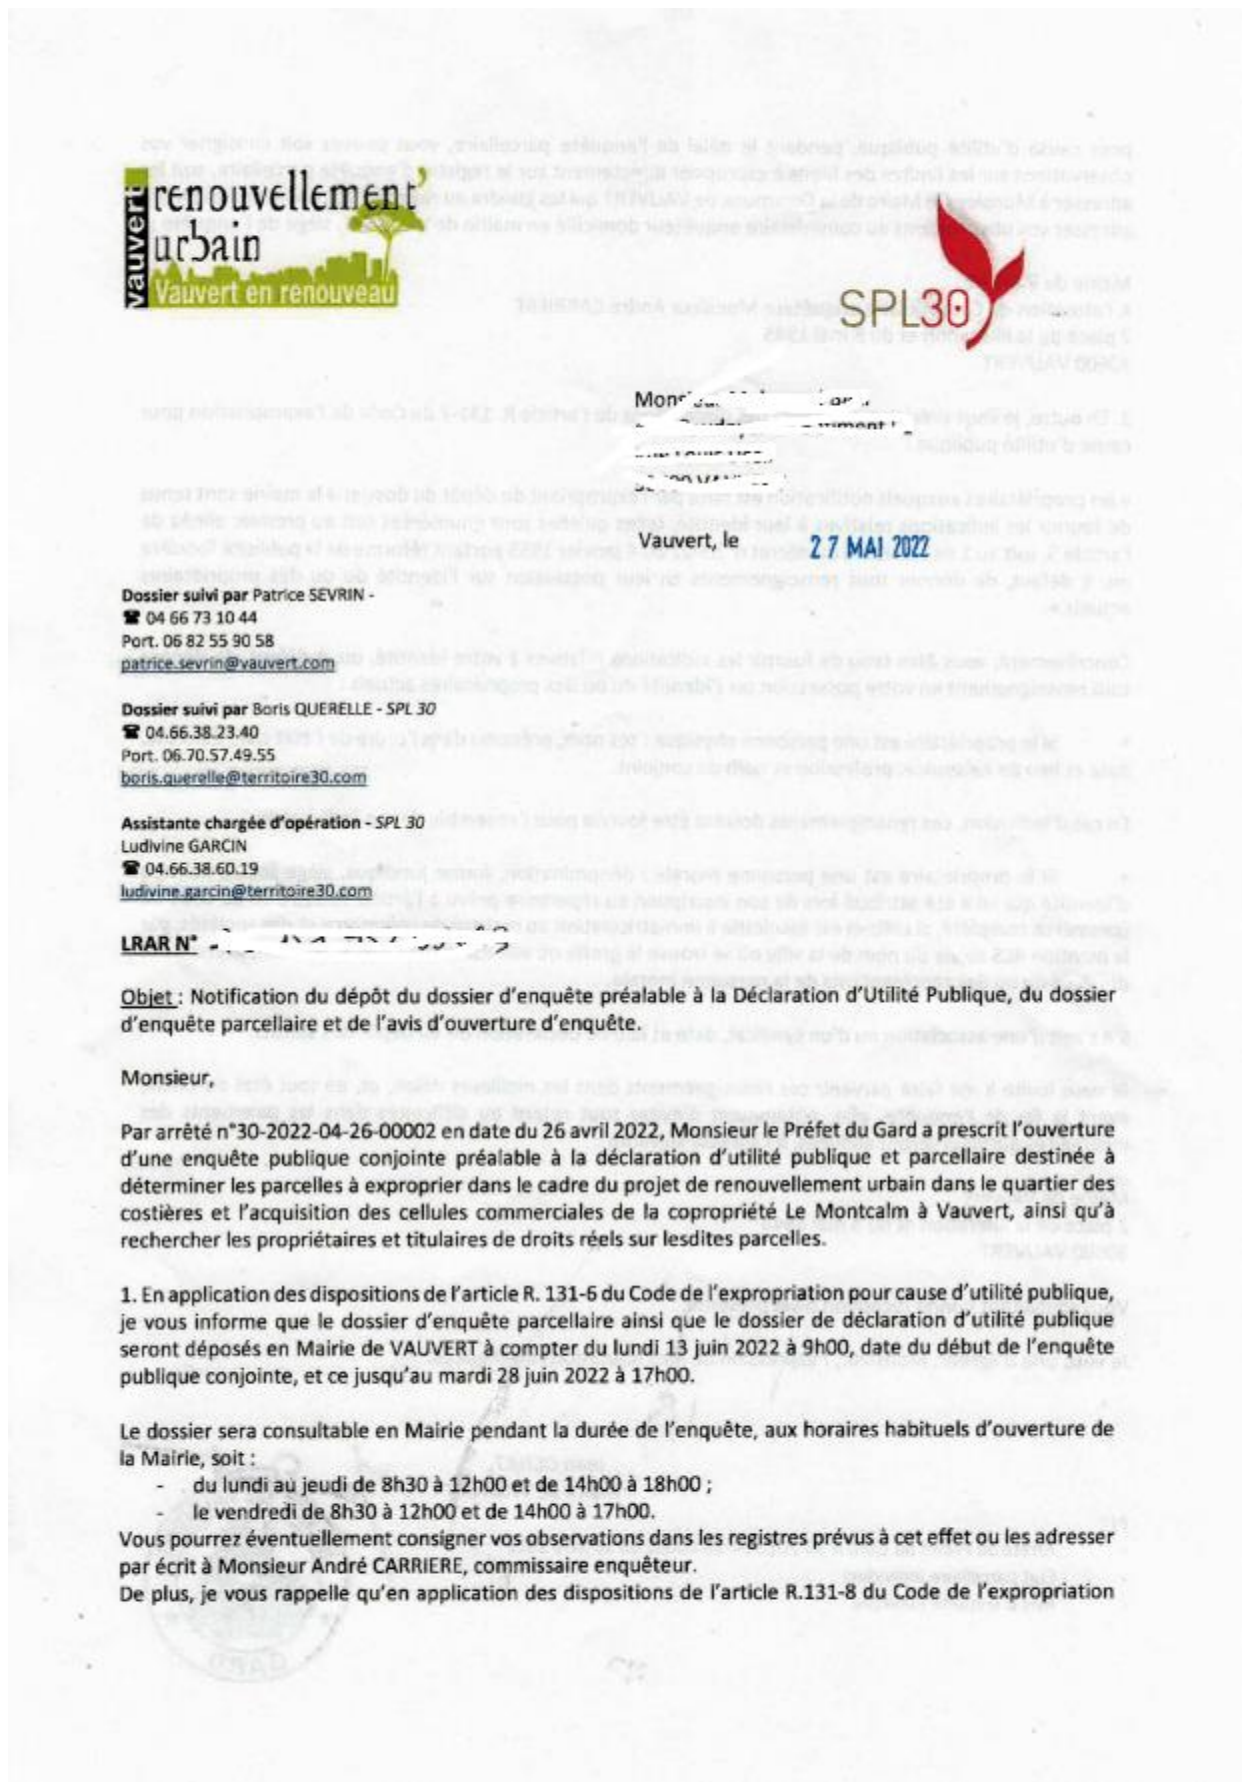 vauvert
renouvellement
urbain
Vauvert en renouveau
SPL30
Vauvert, le 27 MAI 2022
Dossier suivi par Patrice SEVRIN -
☎ 04 66 73 10 44
Port. 06 82 55 90 58
patrice.sevrin@vauvert.com
Dossier suivi par Boris QUERELLE - SPL 30
☎ 04.66.38.23.40
Port. 06.70.57.49.55
boris.querelle@territoire30.com
Assistante chargée d'opération - SPL 30
Ludivine GARCIN
☎ 04.66.38.60.19
ludivine.garcin@territoire30.com
LRAR N°
Objet : Notification du dépôt du dossier d'enquête préalable à la Déclaration d'Utilité Publique, du dossier
d'enquête parcellaire et de l'avis d'ouverture d'enquête.
Monsieur,
Par arrêté n°30-2022-04-26-00002 en date du 26 avril 2022, Monsieur le Préfet du Gard a prescrit l'ouverture
d'une enquête publique conjointe préalable à la déclaration d'utilité publique et parcellaire destinée à
déterminer les parcelles à exproprier dans le cadre du projet de renouvellement urbain dans le quartier des
costières et l'acquisition des cellules commerciales de la copropriété Le Montcalm à Vauvert, ainsi qu'à
rechercher les propriétaires et titulaires de droits réels sur lesdites parcelles.
1. En application des dispositions de l'article R. 131-6 du Code de l'expropriation pour cause d'utilité publique,
je vous informe que le dossier d'enquête parcellaire ainsi que le dossier de déclaration d'utilité publique
seront déposés en Mairie de VAUVERT à compter du lundi 13 juin 2022 à 9h00, date du début de l'enquête
publique conjointe, et ce jusqu'au mardi 28 juin 2022 à 17h00.
Le dossier sera consultable en Mairie pendant la durée de l'enquête, aux horaires habituels d'ouverture de
la Mairie, soit :
- du lundi au jeudi de 8h30 à 12h00 et de 14h00 à 18h00 ;
- le vendredi de 8h30 à 12h00 et de 14h00 à 17h00.
Vous pourrez éventuellement consigner vos observations dans les registres prévus à cet effet ou les adresser
par écrit à Monsieur André CARRIERE, commissaire enquêteur.
De plus, je vous rappelle qu'en application des dispositions de l'article R.131-8 du Code de l'expropriation